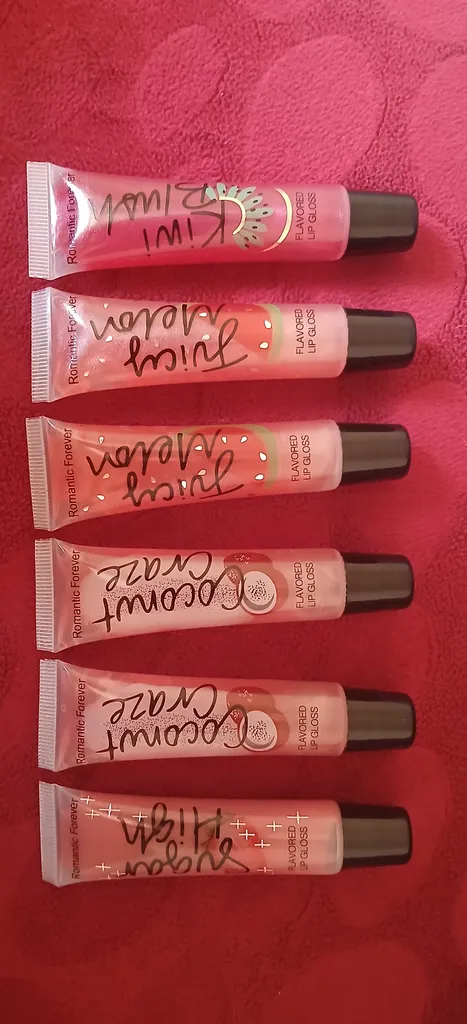 Romantic Forever
Kiwi
Blush
FLAVORED
LIP GLOSS
Romantic Forever
Juicy
Melon
FLAVORED
LIP GLOSS
Romantic Forever
Juicy
Melon
FLAVORED
LIP GLOSS
Romantic Forever
Coconut
Craze
FLAVORED
LIP GLOSS
Romantic Forever
Coconut
Craze
FLAVORED
LIP GLOSS
Romantic Forever
Sugar
High
FLAVORED
LIP GLOSS